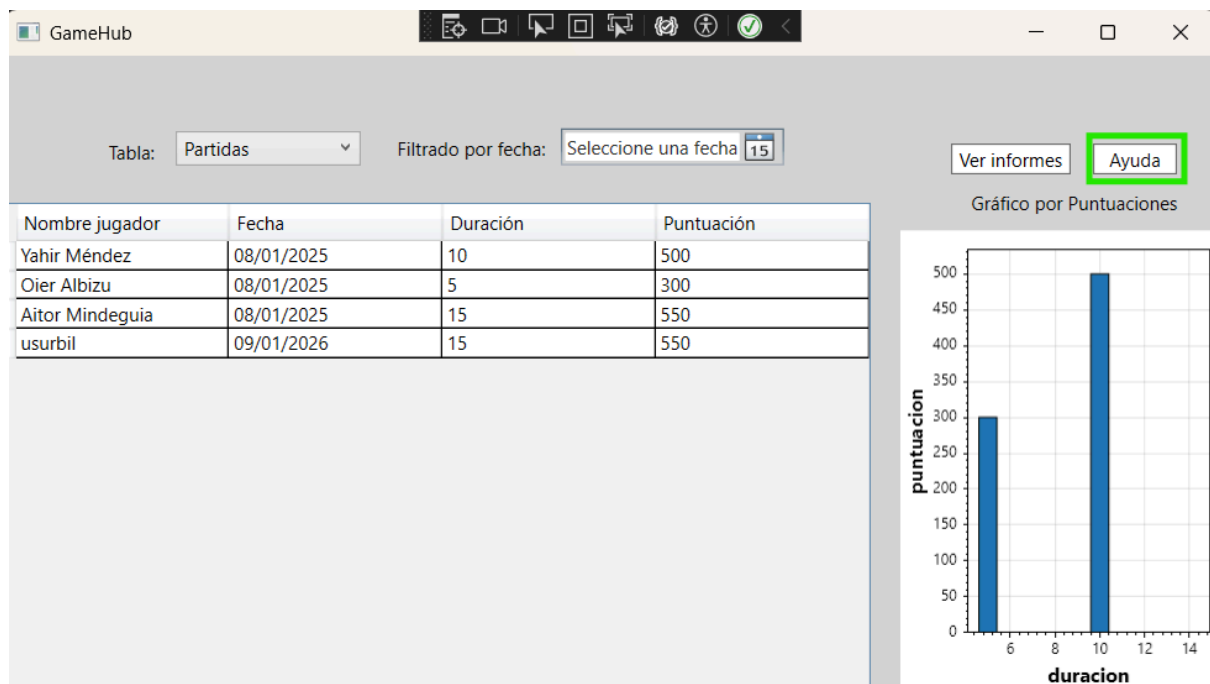 GameHub
Tabla: Partidas Filtrado por fecha: Seleccione una fecha 15
Ver informes Ayuda
Gráfico por Puntuaciones
Nombre jugador Fecha Duración Puntuación
Yahir Méndez 08/01/2025 10 500
Oier Albizu 08/01/2025 5 300
Aitor Mindeguia 08/01/2025 15 550
usurbil 09/01/2026 15 550
500
450
400
350
300
250
200
150
100
50
0
puntuacion
6 8 10 12 14
duracion